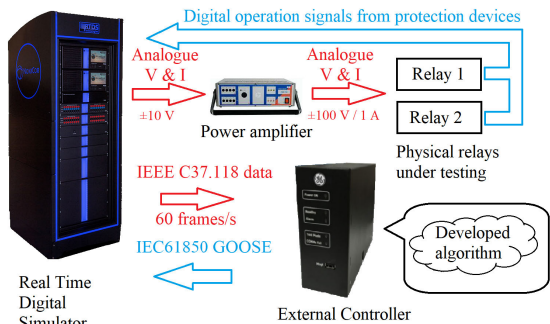 Digital operation signals from protection devices
RTDS
Analogue
V & I
±10 V
Power amplifier
Analogue
V & I
±100 V / 1 A
Relay 1
Relay 2
Physical relays
under testing
IEEE C37.118 data
60 frames/s
IEC61850 GOOSE
Developed
algorithm
Real Time
Digital
Simulator
External Controller